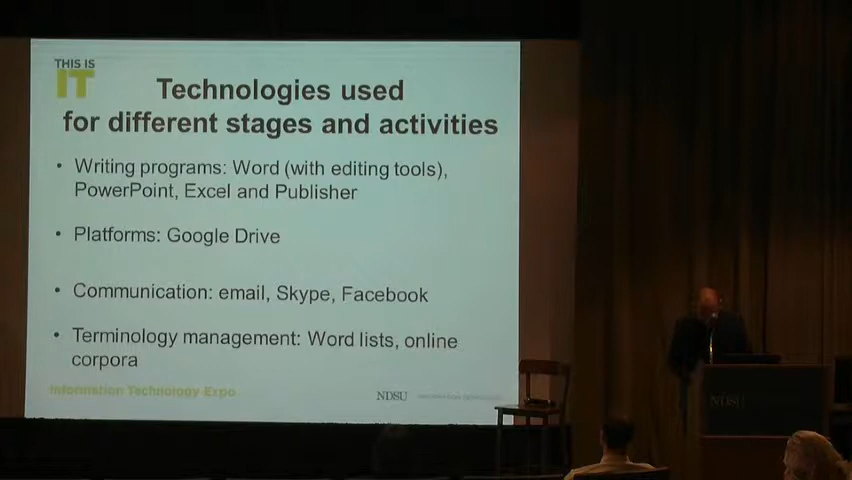 THIS IS
IT
Technologies used
for different stages and activities
• Writing programs: Word (with editing tools),
PowerPoint, Excel and Publisher
• Platforms: Google Drive
• Communication: email, Skype, Facebook
• Terminology management: Word lists, online
corpora
Information Technology Expo
NDSU
NDSU